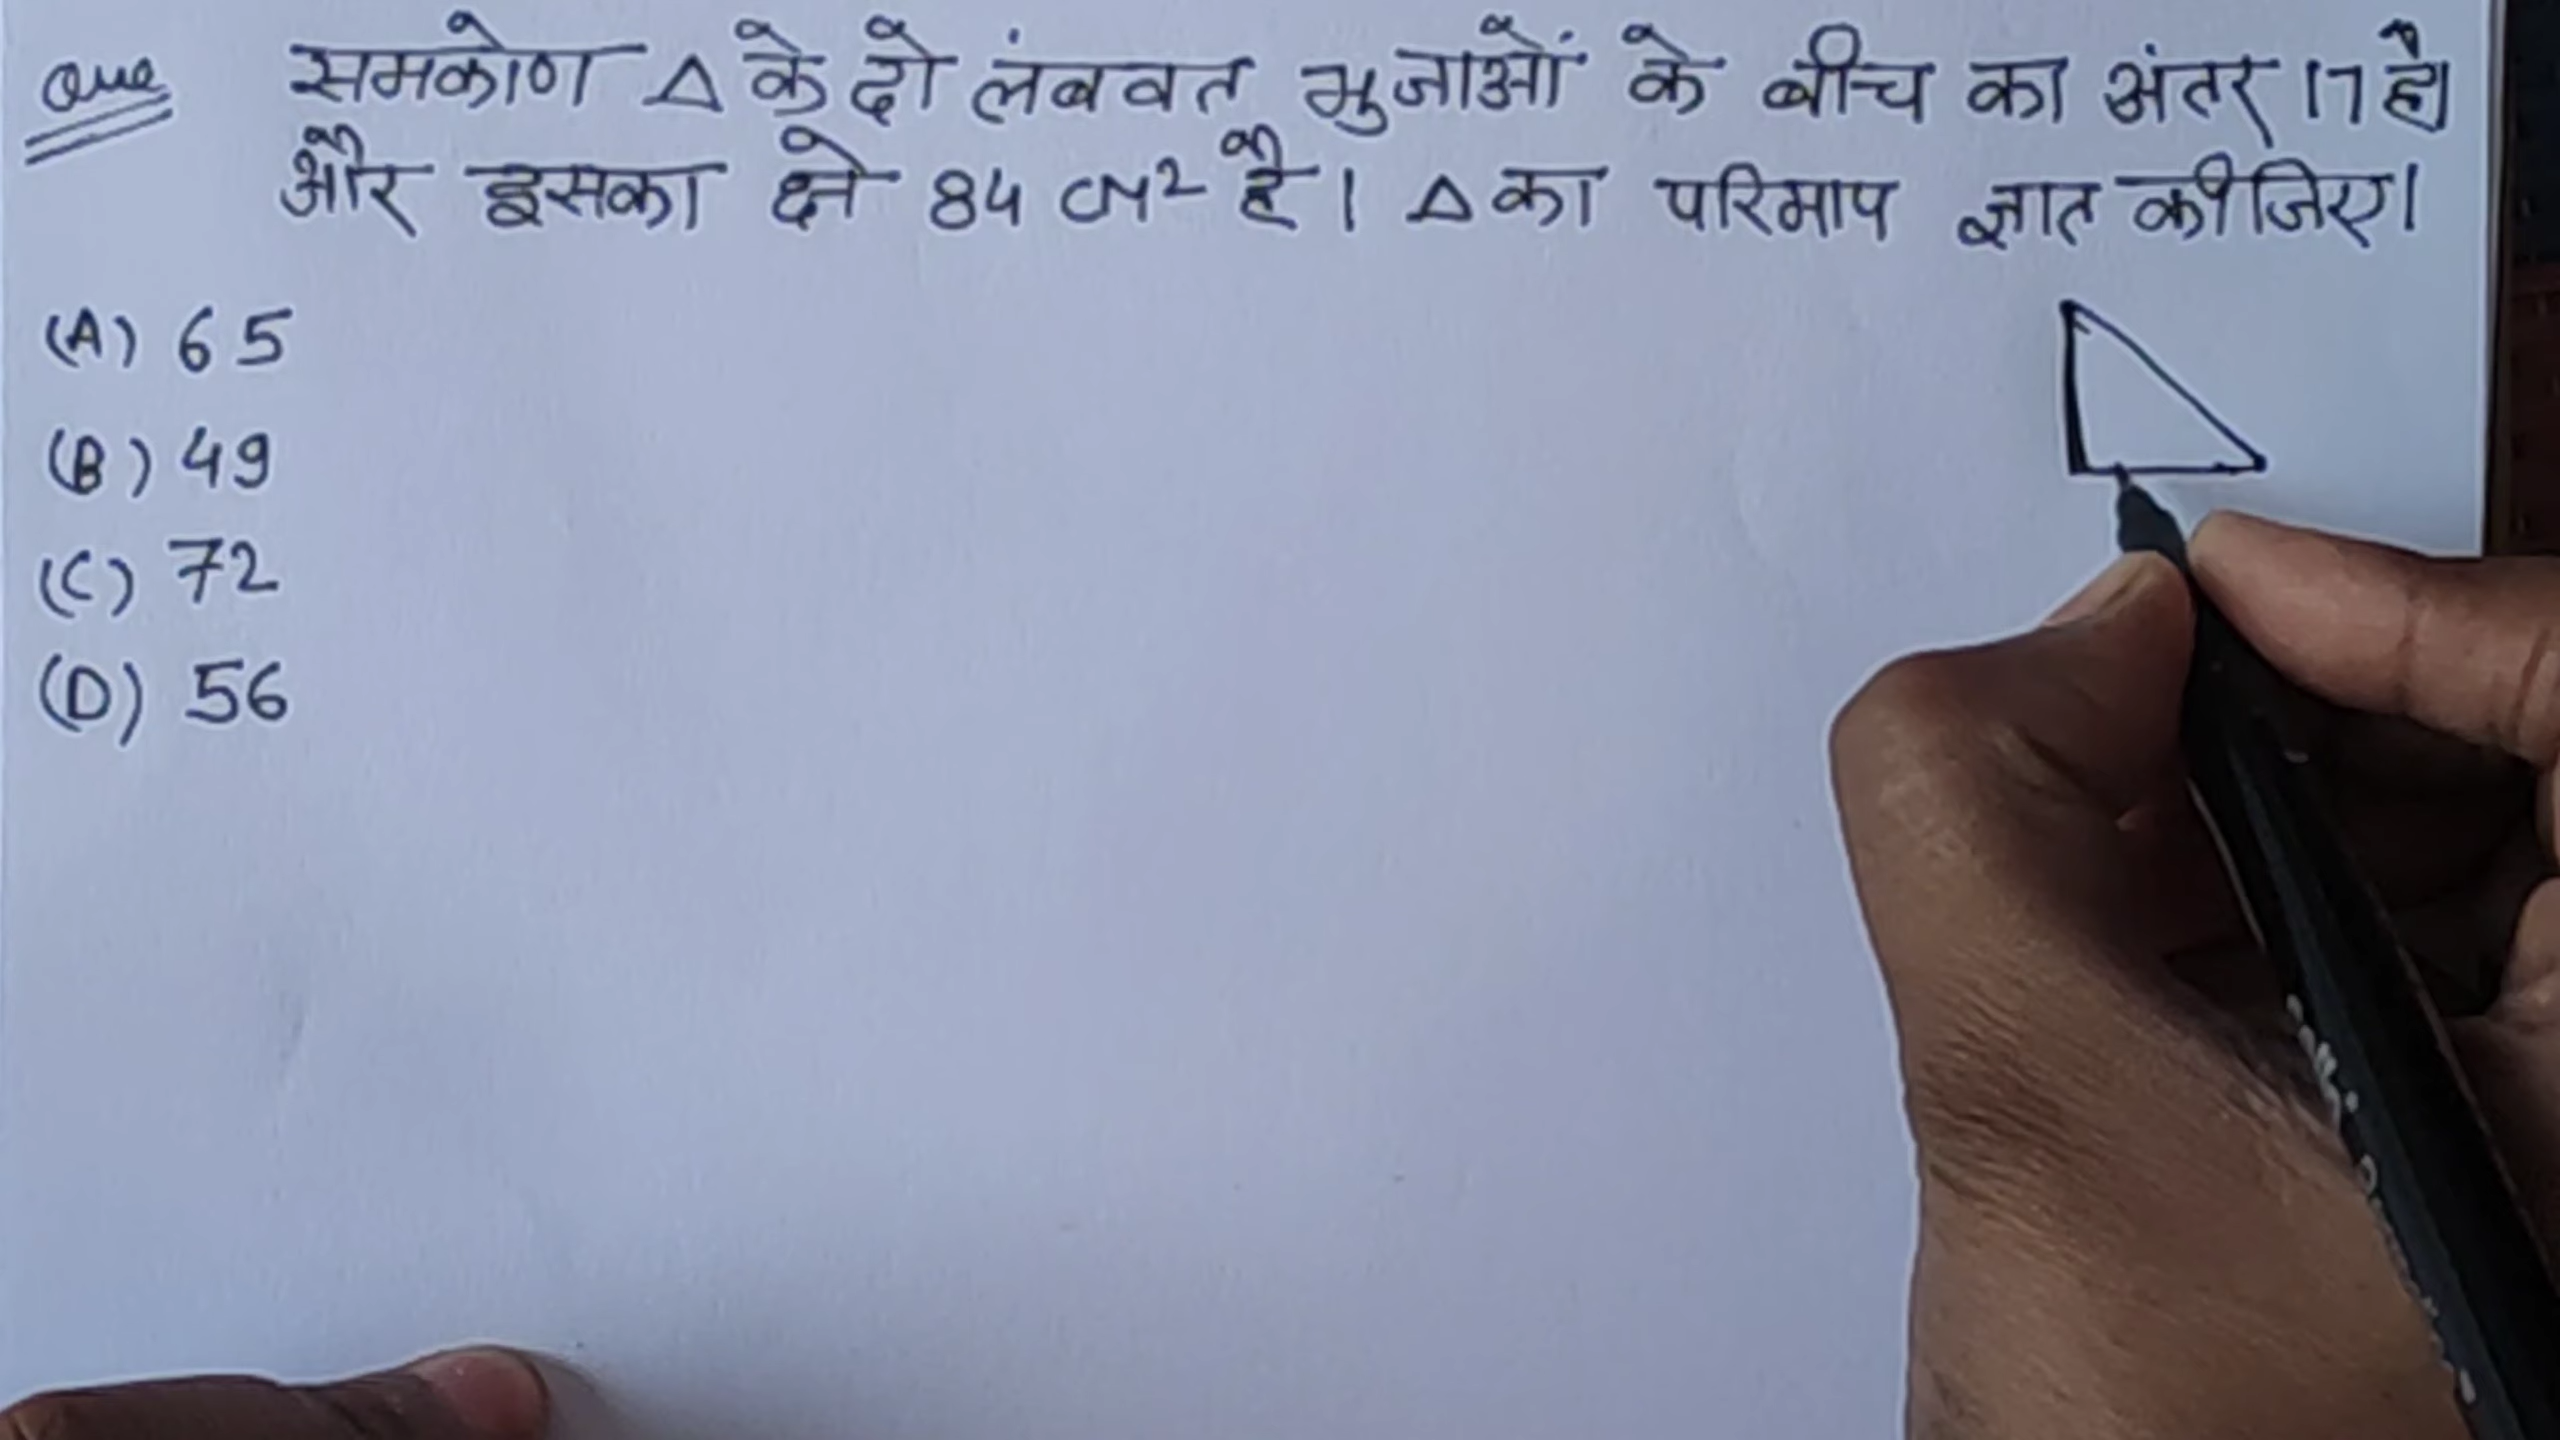 Que समकोण △ के दो लंबवत भुजाओं के बीच का अंतर 17 है।
और इसका क्षे 84 cm² है। △ का परिमाप ज्ञात कीजिए।
(A) 65
(B) 49
(C) 72
(D) 56